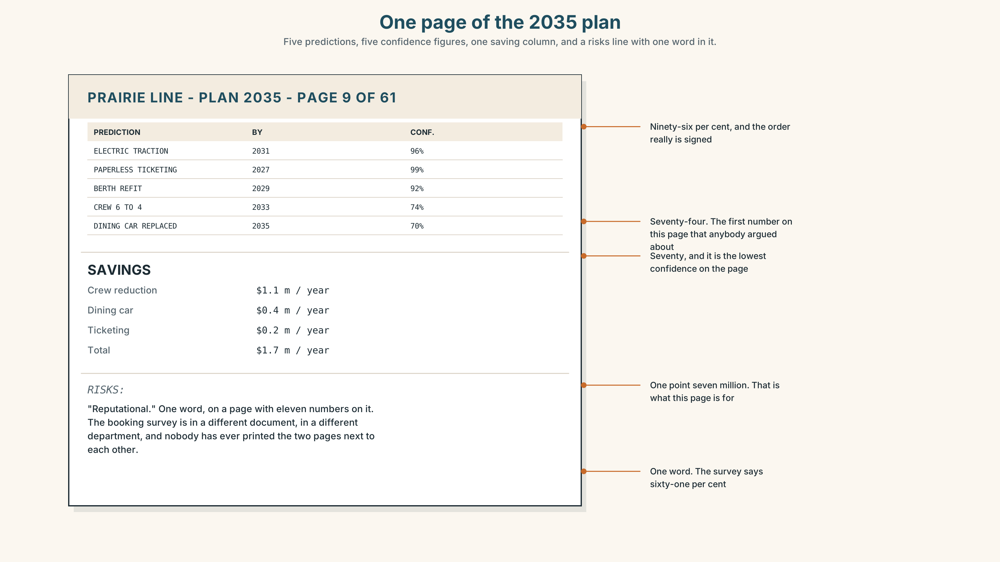 One page of the 2035 plan
Five predictions, five confidence figures, one saving column, and a risks line with one word in it.
PRAIRIE LINE - PLAN 2035 - PAGE 9 OF 61
PREDICTION BY CONF.
ELECTRIC TRACTION 2031 96%
PAPERLESS TICKETING 2027 99%
BERTH REFIT 2029 92%
CREW 6 TO 4 2033 74%
DINING CAR REPLACED 2035 70%
SAVINGS
Crew reduction $1.1 m / year
Dining car $0.4 m / year
Ticketing $0.2 m / year
Total $1.7 m / year
RISKS:
"Reputational." One word, on a page with eleven numbers on it.
The booking survey is in a different document, in a different
department, and nobody has ever printed the two pages next to
each other.
Ninety-six per cent, and the order
really is signed
Seventy-four. The first number on
this page that anybody argued
about
Seventy, and it is the lowest
confidence on the page
One point seven million. That is
what this page is for
One word. The survey says
sixty-one per cent